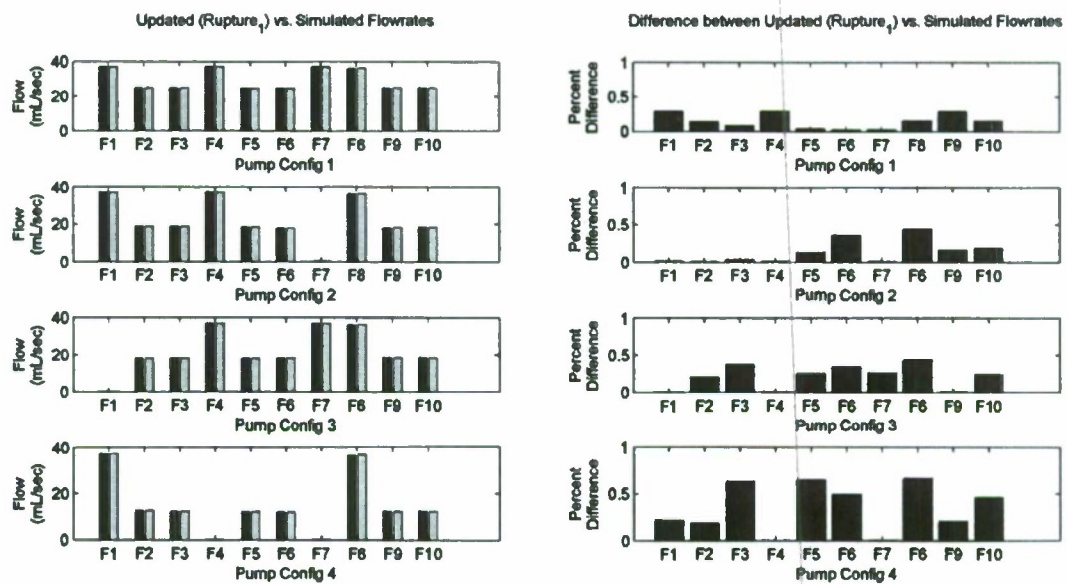 Updated (Rupture1) vs. Simulated Flowrates
Flow
(mL/sec)
40
20
0
F1 F2 F3 F4 F5 F6 F7 F8 F9 F10
Pump Config 1
Flow
(mL/sec)
40
20
0
F1 F2 F3 F4 F5 F6 F7 F8 F9 F10
Pump Config 2
Flow
(mL/sec)
40
20
0
F1 F2 F3 F4 F5 F6 F7 F8 F9 F10
Pump Config 3
Flow
(mL/sec)
40
20
0
F1 F2 F3 F4 F5 F6 F7 F8 F9 F10
Pump Config 4
Difference between Updated (Rupture1) vs. Simulated Flowrates
Percent
Difference
1
0.5
0
F1 F2 F3 F4 F5 F6 F7 F8 F9 F10
Pump Config 1
Percent
Difference
1
0.5
0
F1 F2 F3 F4 F5 F6 F7 F8 F9 F10
Pump Config 2
Percent
Difference
1
0.5
0
F1 F2 F3 F4 F5 F6 F7 F8 F9 F10
Pump Config 3
Percent
Difference
1
0.5
0
F1 F2 F3 F4 F5 F6 F7 F8 F9 F10
Pump Config 4